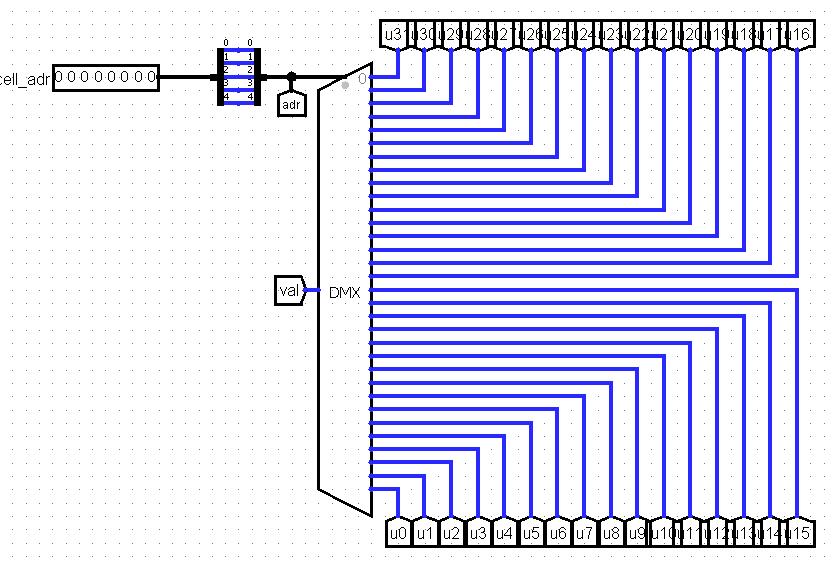 u31 u30 u29 u28 u27 u26 u25 u24 u23 u22 u21 u20 u19 u18 u17 u16
0 0
1 1
2 2
3 3
4 4
cell_adr 0 0 0 0 0 0 0 0
adr
0
val
DMX
u0 u1 u2 u3 u4 u5 u6 u7 u8 u9 u10 u11 u12 u13 u14 u15